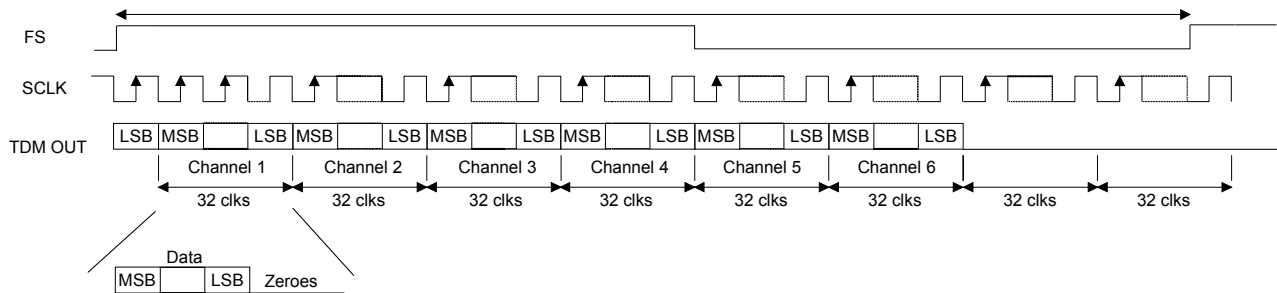 FS
SCLK
TDM OUT
LSB MSB LSB MSB LSB MSB LSB MSB LSB MSB LSB MSB LSB
Channel 1 Channel 2 Channel 3 Channel 4 Channel 5 Channel 6
32 clks 32 clks 32 clks 32 clks 32 clks 32 clks 32 clks 32 clks
Data
MSB LSB Zeroes